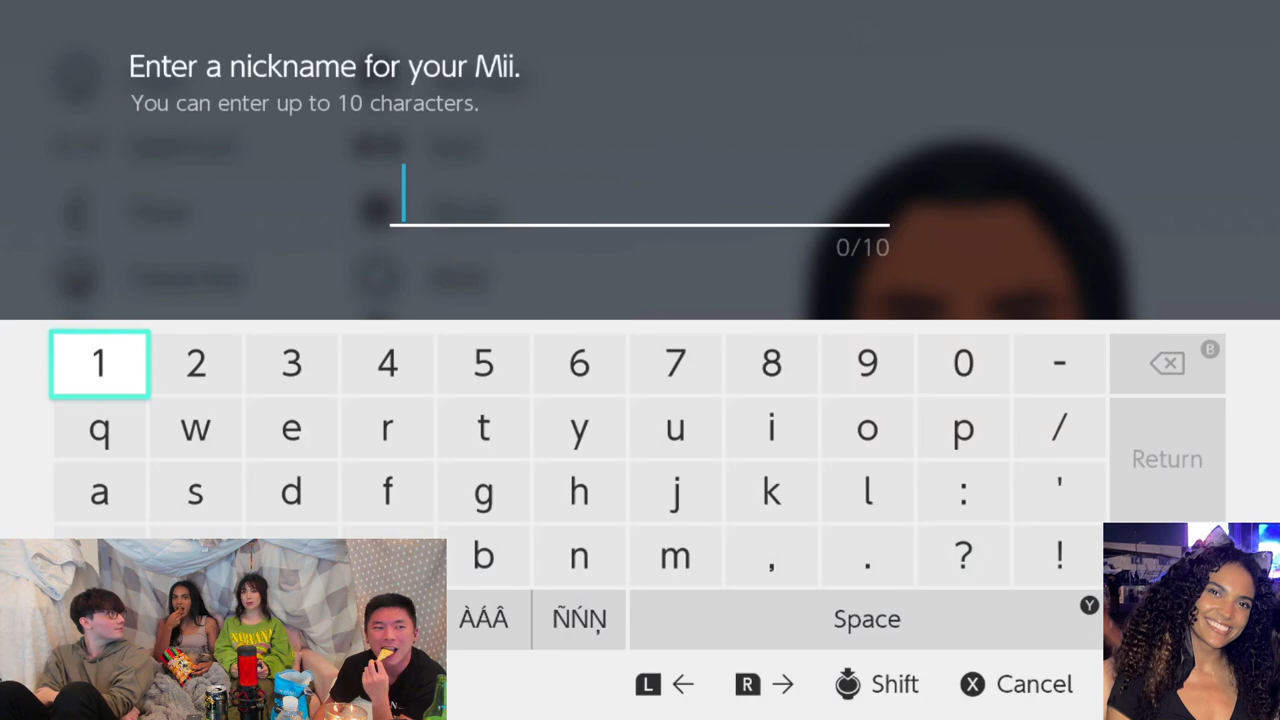 Enter a nickname for your Mii.
You can enter up to 10 characters.
0/10
1 2 3 4 5 6 7 8 9 0 - B
q w e r t y u i o p /
Return
a s d f g h j k l : '
b n m , . ? !
ÀÁÂ ÑŃŅ Space Y
L ← R → Shift X Cancel
NIRVANA